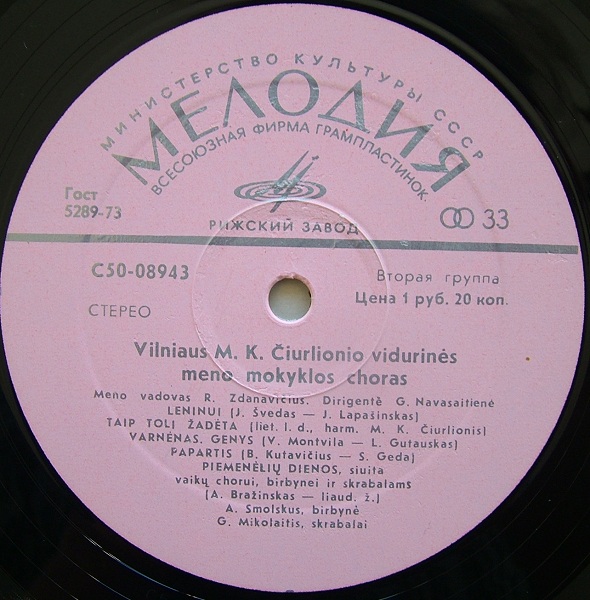 МИНИСТЕРСТВО КУЛЬТУРЫ СССР
МЕЛОДИЯ
ВСЕСОЮЗНАЯ ФИРМА ГРАМПЛАСТИНОК
Гост
5289-73
РИЖСКИЙ ЗАВОД
33
С50-08943
Вторая группа
Цена 1 руб. 20 коп.
СТЕРЕО
Vilniaus M. K. Čiurlionio vidurinės
meno mokyklos choras
Meno vadovas R. Zdanavičius. Dirigentė G. Navasaitienė
LENINUI (J. Švedas — J. Lapašinskas)
TAIP TOLI ŽADĖTA (liet. l. d., harm. M. K. Čiurlionis)
VARNĖNAS. GENYS (V. Montvila — L. Gutauskas)
PAPARTIS (B. Kutavičius — S. Geda)
PIEMENĖLIŲ DIENOS, siuita
vaikų chorui, birbynei ir skrabalams
(A. Bražinskas — liaud. ž.)
A. Smolskus, birbynė
G. Mikolaitis, skrabalai